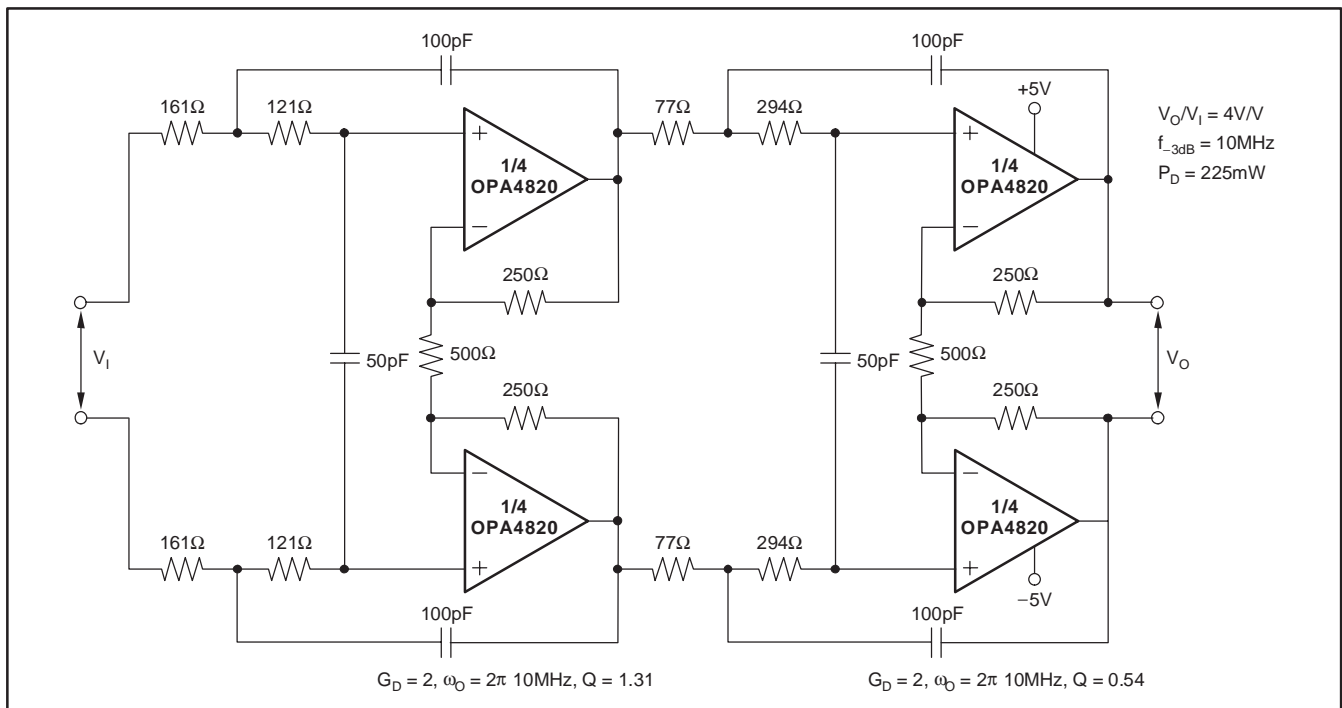 100pF
100pF
161Ω
121Ω
77Ω
294Ω
+5V
V_O/V_I = 4V/V
f_−3dB = 10MHz
P_D = 225mW
+
1/4
OPA4820
−
+
1/4
OPA4820
−
250Ω
250Ω
V_I
50pF
500Ω
50pF
500Ω
V_O
250Ω
250Ω
−
1/4
OPA4820
+
−
1/4
OPA4820
+
161Ω
121Ω
77Ω
294Ω
−5V
100pF
100pF
G_D = 2, ω_O = 2π 10MHz, Q = 1.31
G_D = 2, ω_O = 2π 10MHz, Q = 0.54